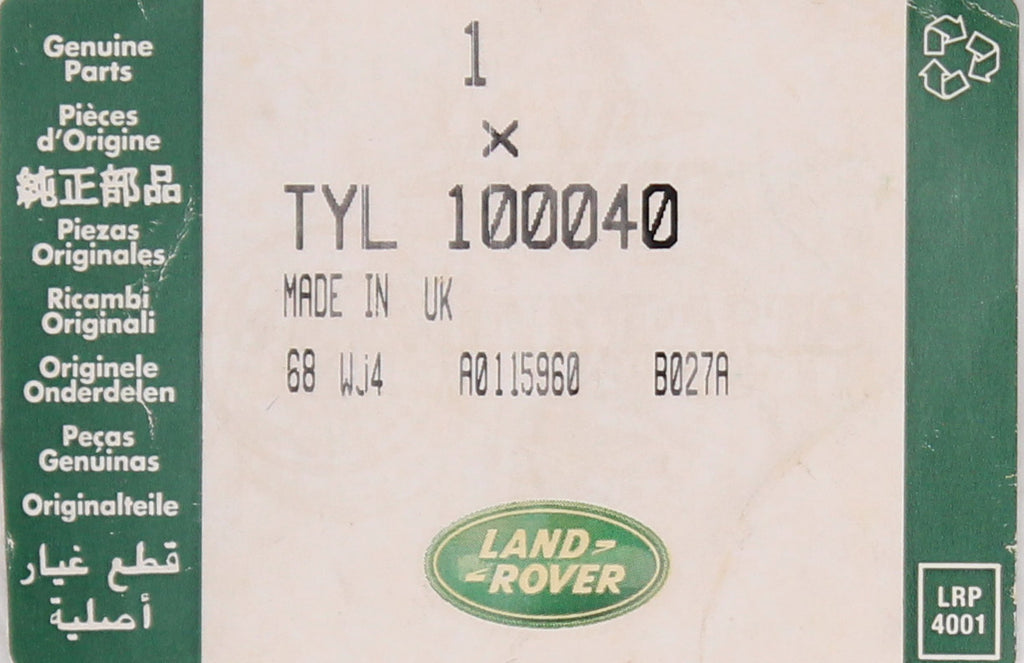 Genuine
Parts
Pièces
d'Origine
純正部品
Piezas
Originales
Ricambi
Originali
Originele
Onderdelen
Peças
Genuinas
Originalteile
قطع غيار
أصلية
1
×
TYL 100040
MADE IN UK
68 Wj4 A0115960 B027A
LAND-
-ROVER
LRP
4001